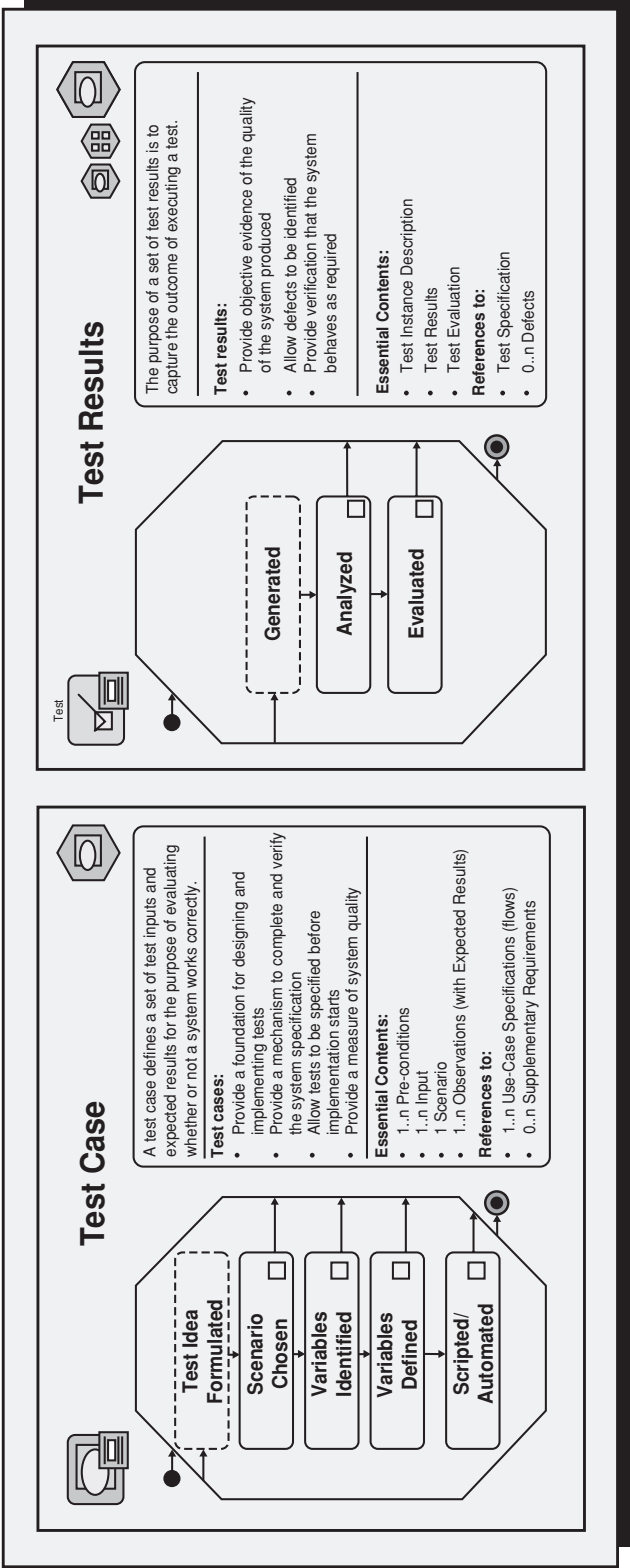 Test Case
Test Idea
Formulated
Scenario
Chosen
Variables
Identified
Variables
Defined
Scripted/
Automated
A test case defines a set of test inputs and
expected results for the purpose of evaluating
whether or not a system works correctly.
Test cases:
• Provide a foundation for designing and
implementing tests
• Provide a mechanism to complete and verify
the system specification
• Allow tests to be specified before
implementation starts
• Provide a measure of system quality
Essential Contents:
• 1..n Pre-conditions
• 1..n Input
• 1 Scenario
• 1..n Observations (with Expected Results)
References to:
• 1..n Use-Case Specifications (flows)
• 0..n Supplementary Requirements
Test
Test Results
Generated
Analyzed
Evaluated
The purpose of a set of test results is to
capture the outcome of executing a test.
Test results:
• Provide objective evidence of the quality
of the system produced
• Allow defects to be identified
• Provide verification that the system
behaves as required
Essential Contents:
• Test Instance Description
• Test Results
• Test Evaluation
References to:
• Test Specification
• 0..n Defects